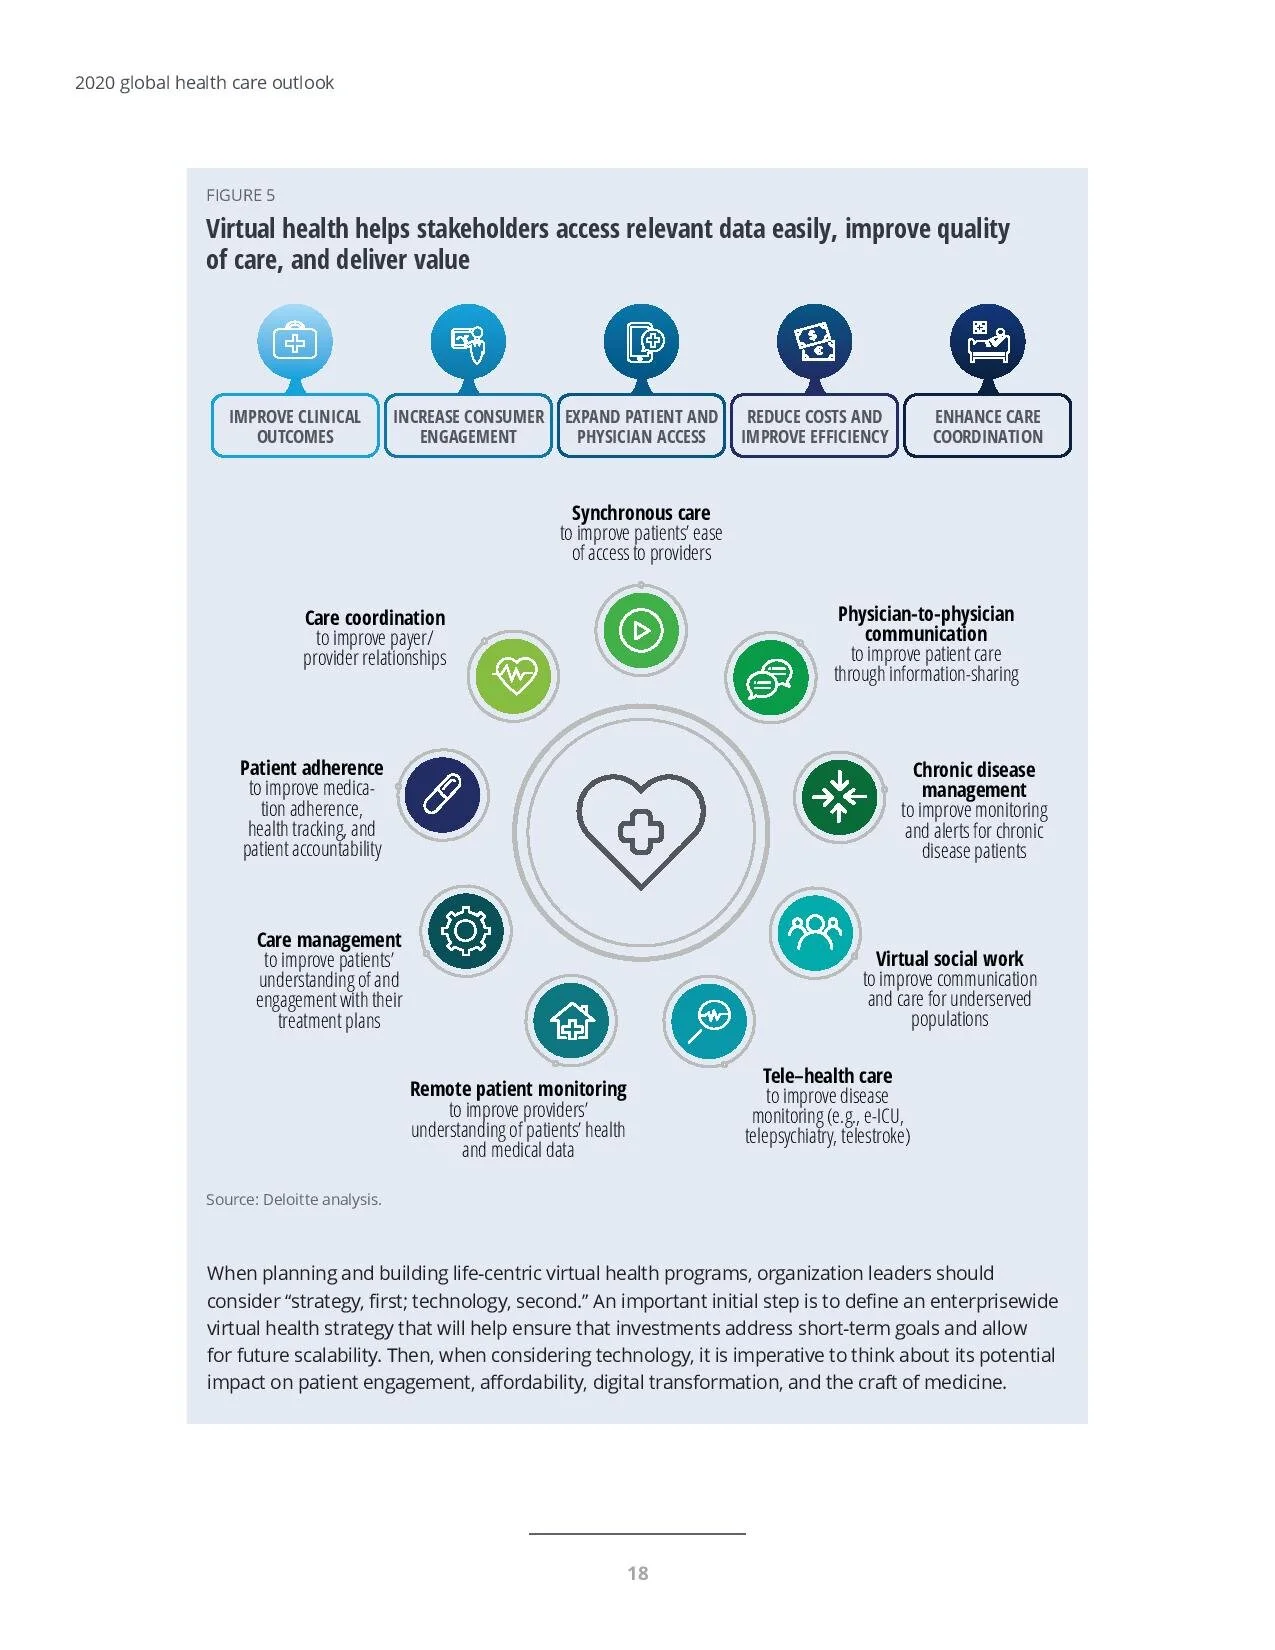 2020 global health care outlook
FIGURE 5
Virtual health helps stakeholders access relevant data easily, improve quality
of care, and deliver value
IMPROVE CLINICAL
OUTCOMES
INCREASE CONSUMER
ENGAGEMENT
EXPAND PATIENT AND
PHYSICIAN ACCESS
REDUCE COSTS AND
IMPROVE EFFICIENCY
ENHANCE CARE
COORDINATION
Synchronous care
to improve patients’ ease
of access to providers
Physician-to-physician
communication
to improve patient care
through information-sharing
Chronic disease
management
to improve monitoring
and alerts for chronic
disease patients
Virtual social work
to improve communication
and care for underserved
populations
Tele–health care
to improve disease
monitoring (e.g., e-ICU,
telepsychiatry, telestroke)
Remote patient monitoring
to improve providers’
understanding of patients’ health
and medical data
Care management
to improve patients’
understanding of and
engagement with their
treatment plans
Patient adherence
to improve medica-
tion adherence,
health tracking, and
patient accountability
Care coordination
to improve payer/
provider relationships
Source: Deloitte analysis.
When planning and building life-centric virtual health programs, organization leaders should
consider “strategy, first; technology, second.” An important initial step is to define an enterprisewide
virtual health strategy that will help ensure that investments address short-term goals and allow
for future scalability. Then, when considering technology, it is imperative to think about its potential
impact on patient engagement, affordability, digital transformation, and the craft of medicine.
18